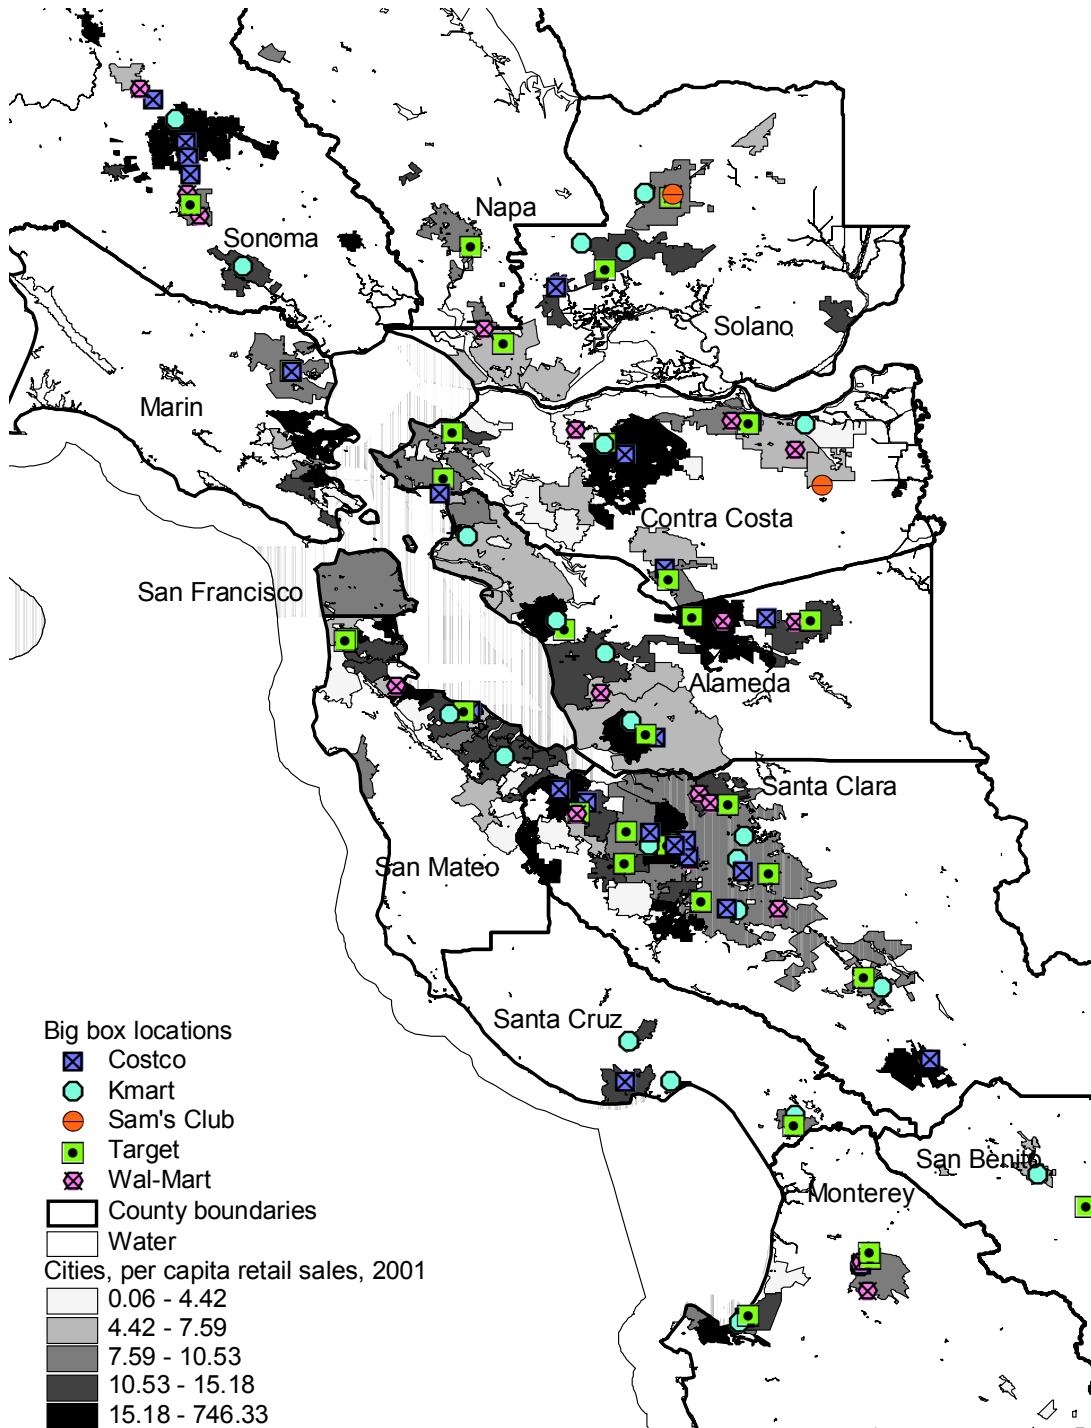 Napa
Sonoma
Solano
Marin
Contra Costa
San Francisco
Alameda
Santa Clara
San Mateo
Santa Cruz
San Benito
Monterey
Big box locations
Costco
Kmart
Sam's Club
Target
Wal-Mart
County boundaries
Water
Cities, per capita retail sales, 2001
0.06 - 4.42
4.42 - 7.59
7.59 - 10.53
10.53 - 15.18
15.18 - 746.33